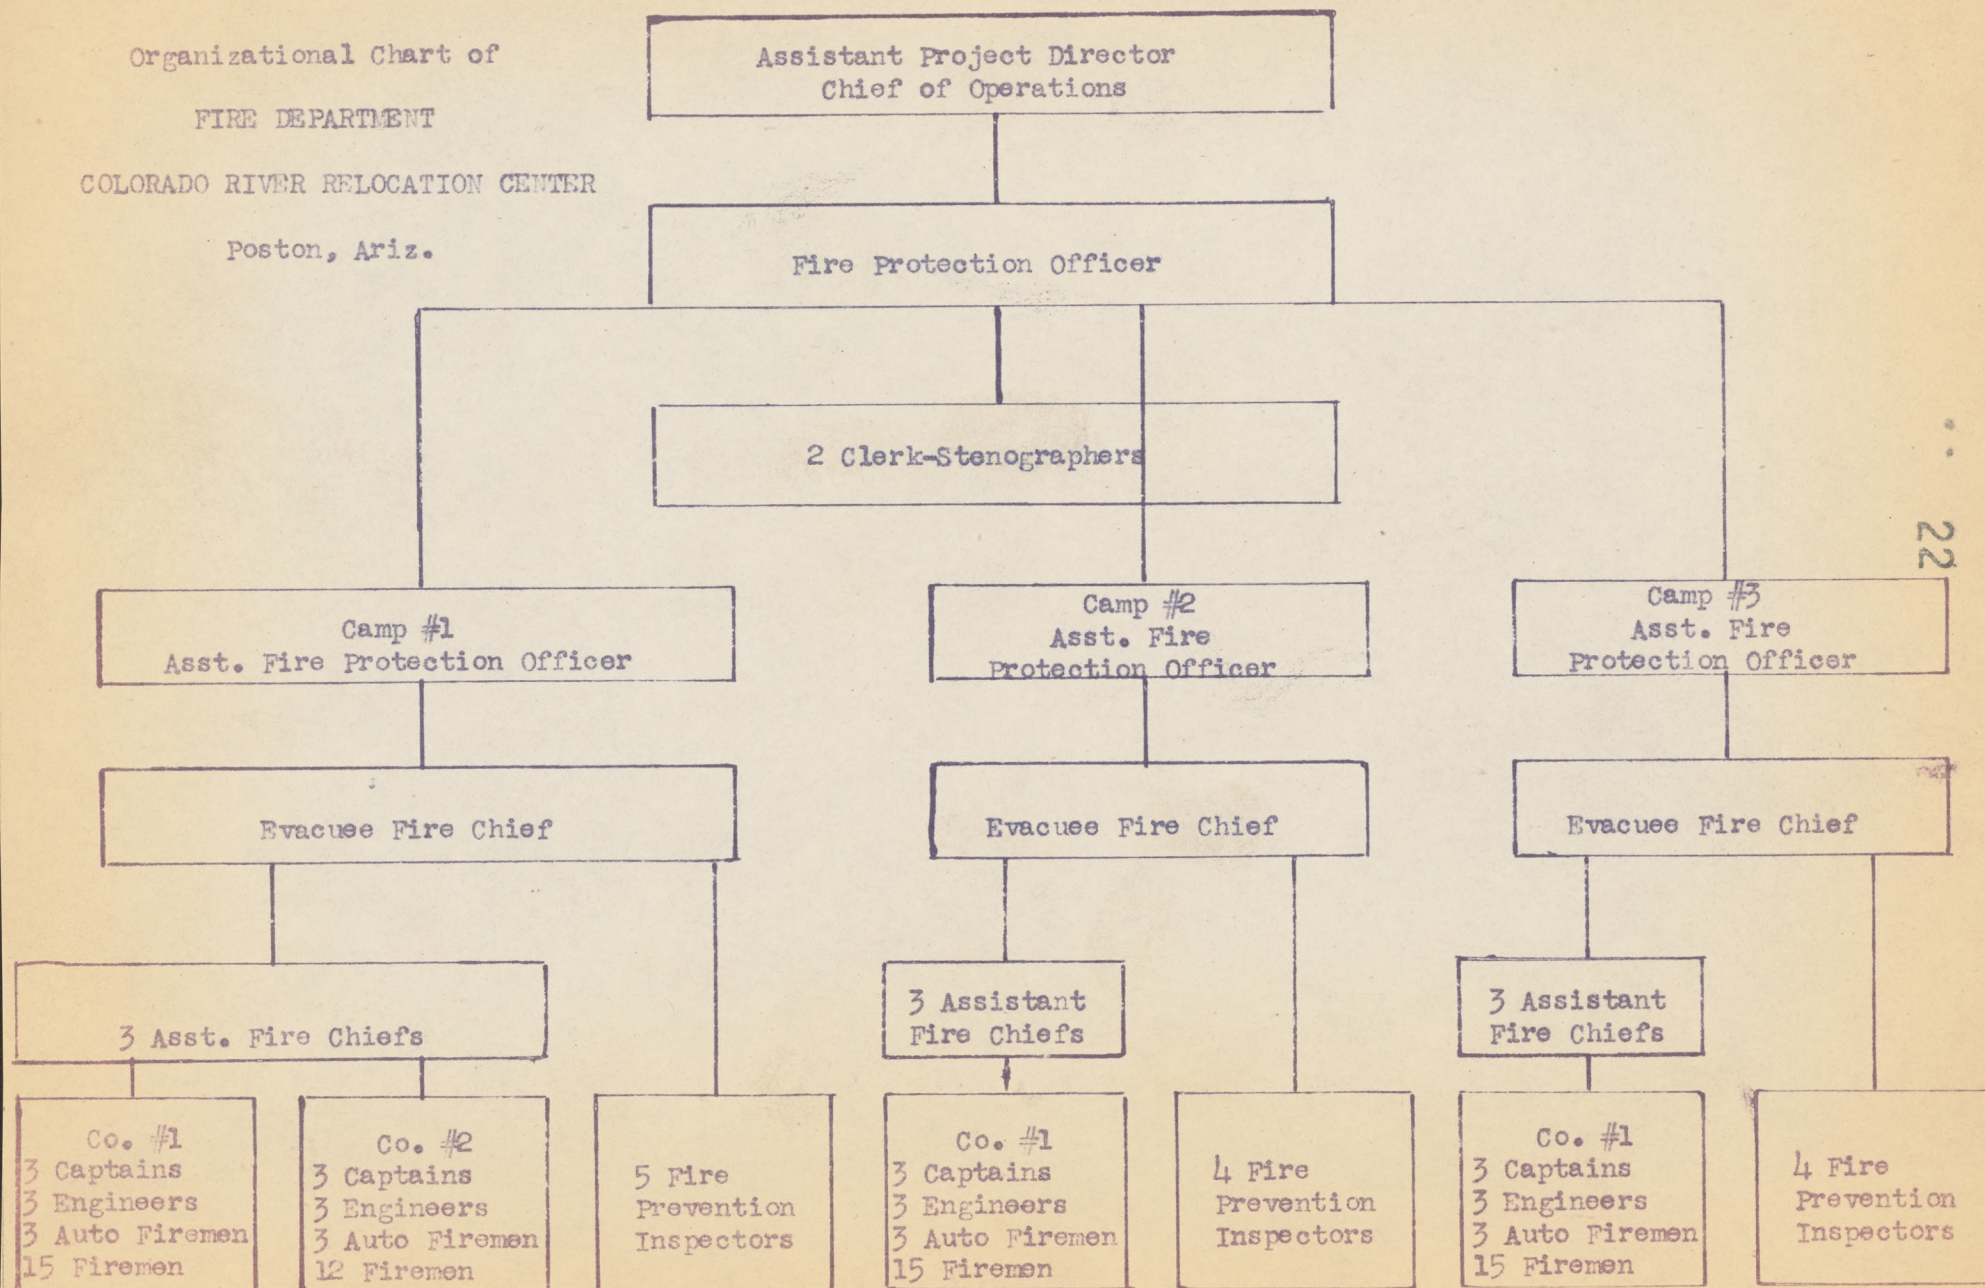 Organizational Chart of
FIRE DEPARTMENT
COLORADO RIVER RELOCATION CENTER
Poston, Ariz.
Assistant Project Director
Chief of Operations
Fire Protection Officer
2 Clerk-Stenographers
22
Camp #1
Asst. Fire Protection Officer
Camp #2
Asst. Fire
Protection Officer
Camp #3
Asst. Fire
Protection Officer
Evacuee Fire Chief
Evacuee Fire Chief
Evacuee Fire Chief
3 Asst. Fire Chiefs
3 Assistant
Fire Chiefs
3 Assistant
Fire Chiefs
Co. #1
3 Captains
3 Engineers
3 Auto Firemen
15 Firemen
Co. #2
3 Captains
3 Engineers
3 Auto Firemen
12 Firemen
5 Fire
Prevention
Inspectors
Co. #1
3 Captains
3 Engineers
3 Auto Firemen
15 Firemen
4 Fire
Prevention
Inspectors
Co. #1
3 Captains
3 Engineers
3 Auto Firemen
15 Firemen
4 Fire
Prevention
Inspectors